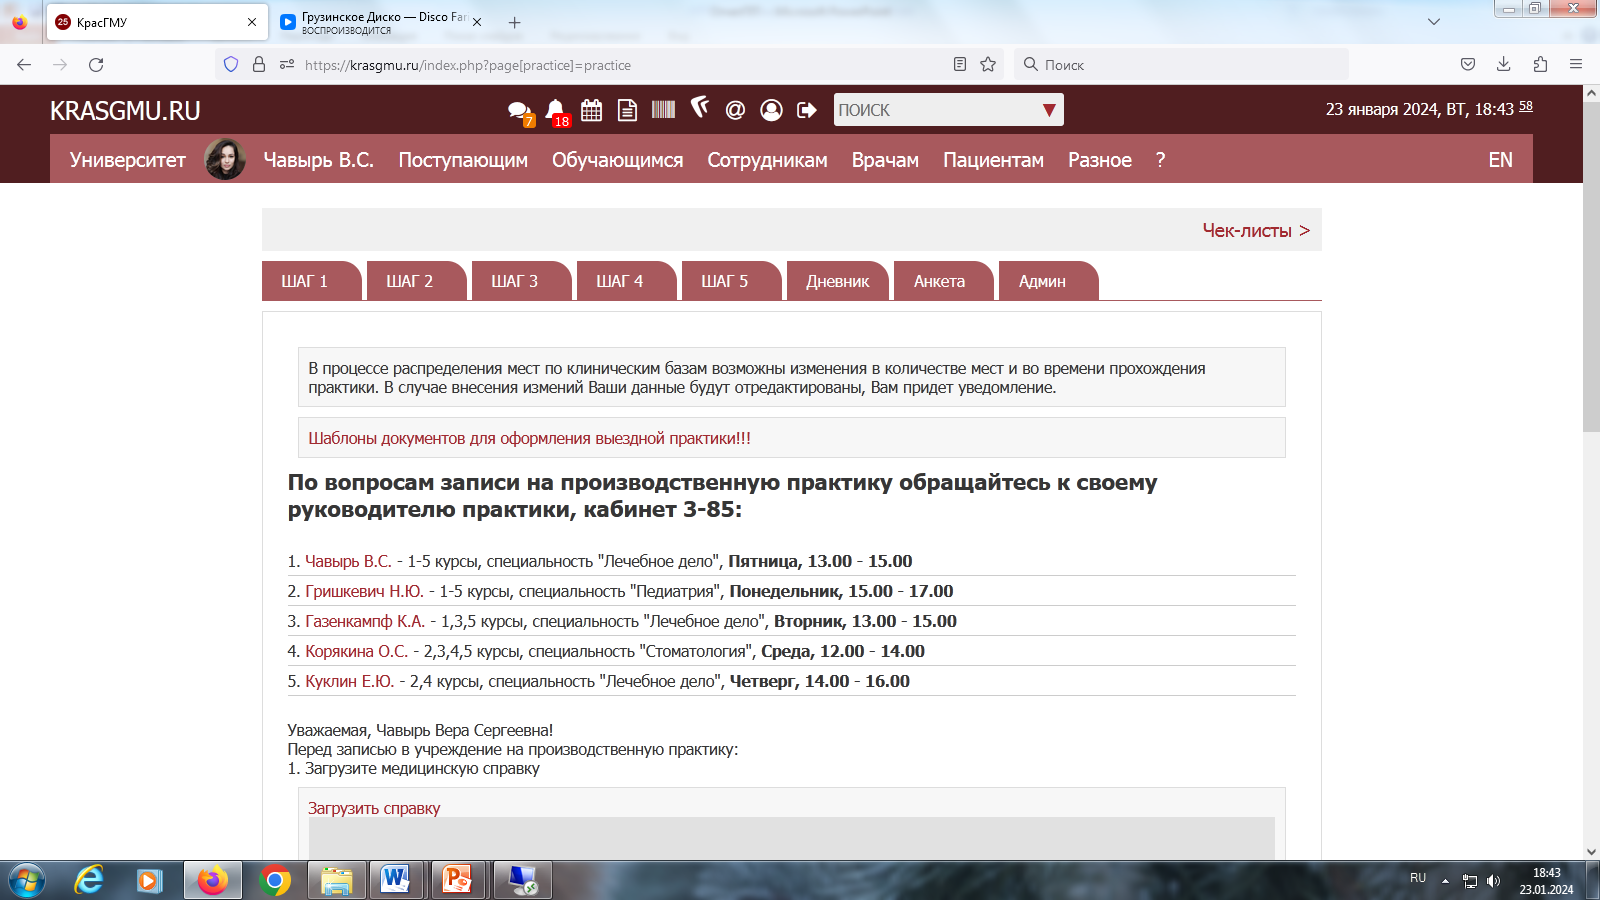 КрасГМУ
Грузинское Диско — Disco Fan
ВОСПРОИЗВОДИТСЯ
https://krasgmu.ru/index.php?page[practice]=practice
Поиск
KRASGMU.RU
7
18
ПОИСК
23 января 2024, ВТ, 18:43 58
Университет Чавырь В.С. Поступающим Обучающимся Сотрудникам Врачам Пациентам Разное ? EN
Чек-листы >
ШАГ 1 ШАГ 2 ШАГ 3 ШАГ 4 ШАГ 5 Дневник Анкета Админ
В процессе распределения мест по клиническим базам возможны изменения в количестве мест и во времени прохождения
практики. В случае внесения измений Ваши данные будут отредактированы, Вам придет уведомление.
Шаблоны документов для оформления выездной практики!!!
По вопросам записи на производственную практику обращайтесь к своему
руководителю практики, кабинет 3-85:
1. Чавырь В.С. - 1-5 курсы, специальность "Лечебное дело", Пятница, 13.00 - 15.00
2. Гришкевич Н.Ю. - 1-5 курсы, специальность "Педиатрия", Понедельник, 15.00 - 17.00
3. Газенкампф К.А. - 1,3,5 курсы, специальность "Лечебное дело", Вторник, 13.00 - 15.00
4. Корякина О.С. - 2,3,4,5 курсы, специальность "Стоматология", Среда, 12.00 - 14.00
5. Куклин Е.Ю. - 2,4 курсы, специальность "Лечебное дело", Четверг, 14.00 - 16.00
Уважаемая, Чавырь Вера Сергеевна!
Перед записью в учреждение на производственную практику:
1. Загрузите медицинскую справку
Загрузить справку
RU
18:43
23.01.2024